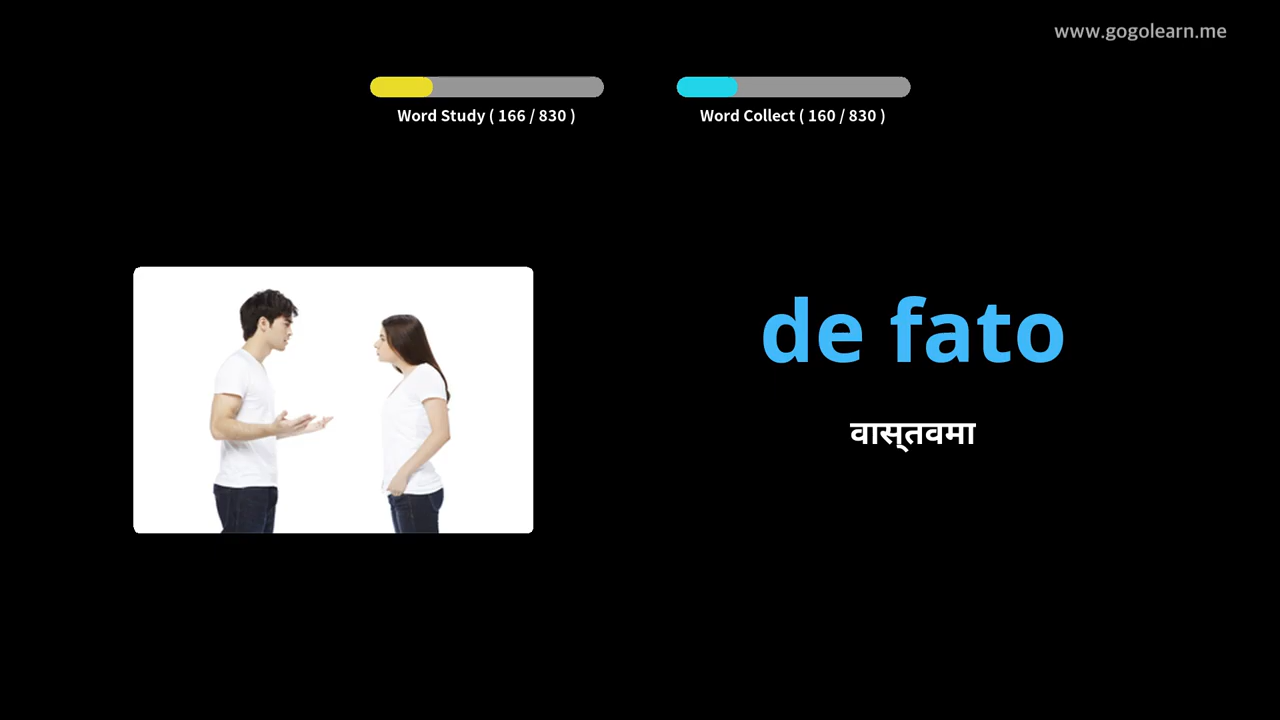 www.gogolearn.me
Word Study ( 166 / 830 )
Word Collect ( 160 / 830 )
de fato
वास्तवमा